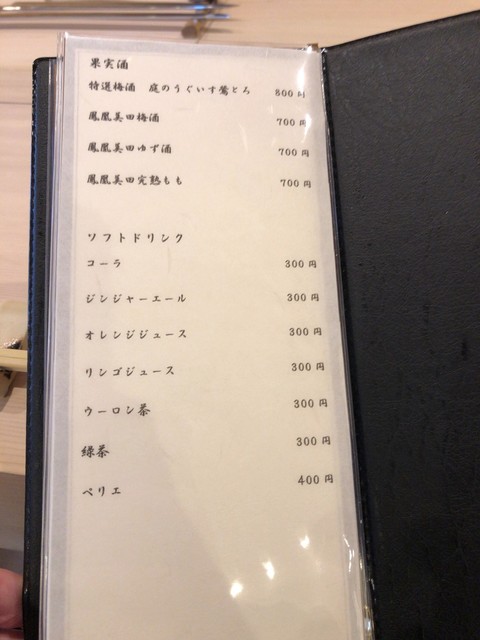 果実酒
特選梅酒 庭のうぐいす鶯とろ 800円
鳳凰美田梅酒 700円
鳳凰美田ゆず酒 700円
鳳凰美田完熟もも 700円
ソフトドリンク
コーラ 300円
ジンジャーエール 300円
オレンジジュース 300円
リンゴジュース 300円
ウーロン茶 300円
緑茶 300円
ペリエ 400円